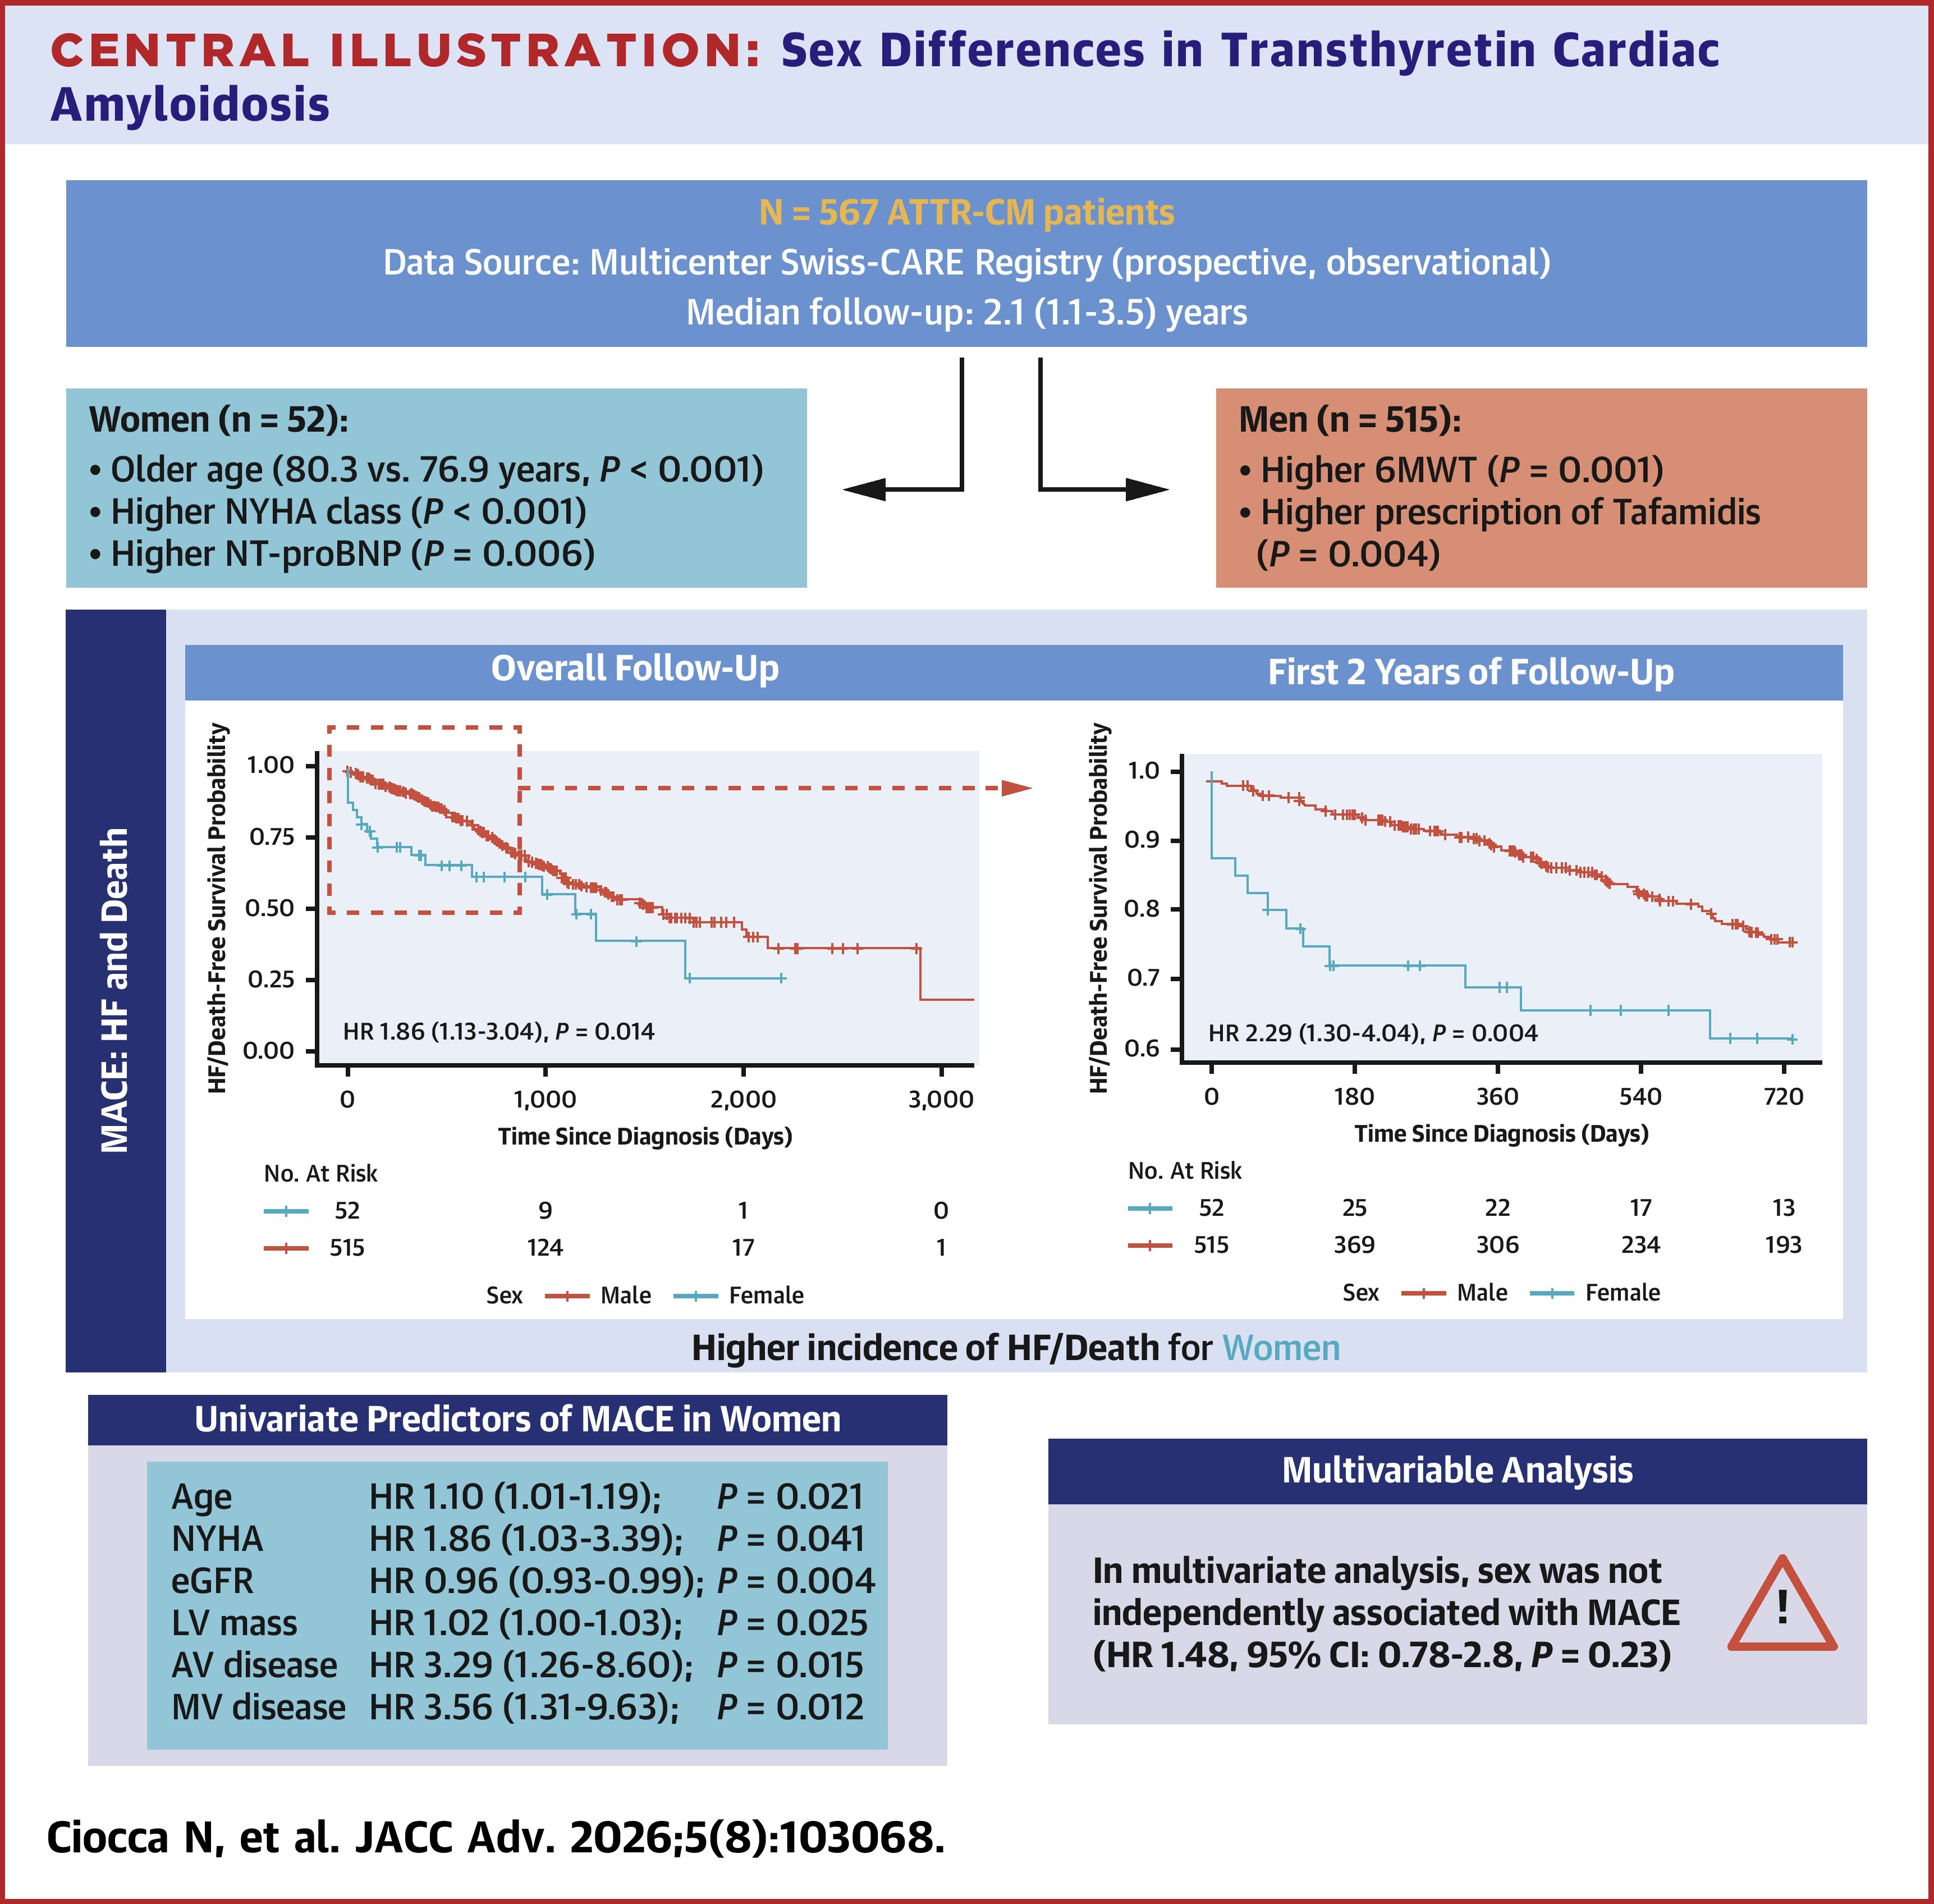 CENTRAL ILLUSTRATION: Sex Differences in Transthyretin Cardiac
Amyloidosis
N = 567 ATTR-CM patients
Data Source: Multicenter Swiss-CARE Registry (prospective, observational)
Median follow-up: 2.1 (1.1-3.5) years
Women (n = 52):
• Older age (80.3 vs. 76.9 years, P < 0.001)
• Higher NYHA class (P < 0.001)
• Higher NT-proBNP (P = 0.006)
Men (n = 515):
• Higher 6MWT (P = 0.001)
• Higher prescription of Tafamidis
(P = 0.004)
MACE: HF and Death
Overall Follow-Up
HF/Death-Free Survival Probability
1.00
0.75
0.50
0.25
0.00
HR 1.86 (1.13-3.04), P = 0.014
0 1,000 2,000 3,000
Time Since Diagnosis (Days)
No. At Risk
52 9 1 0
515 124 17 1
Sex Male Female
First 2 Years of Follow-Up
HF/Death-Free Survival Probability
1.0
0.9
0.8
0.7
0.6
HR 2.29 (1.30-4.04), P = 0.004
0 180 360 540 720
Time Since Diagnosis (Days)
No. At Risk
52 25 22 17 13
515 369 306 234 193
Sex Male Female
Higher incidence of HF/Death for Women
Univariate Predictors of MACE in Women
Age HR 1.10 (1.01-1.19); P = 0.021
NYHA HR 1.86 (1.03-3.39); P = 0.041
eGFR HR 0.96 (0.93-0.99); P = 0.004
LV mass HR 1.02 (1.00-1.03); P = 0.025
AV disease HR 3.29 (1.26-8.60); P = 0.015
MV disease HR 3.56 (1.31-9.63); P = 0.012
Multivariable Analysis
In multivariate analysis, sex was not
independently associated with MACE
(HR 1.48, 95% CI: 0.78-2.8, P = 0.23)
!
Ciocca N, et al. JACC Adv. 2026;5(8):103068.